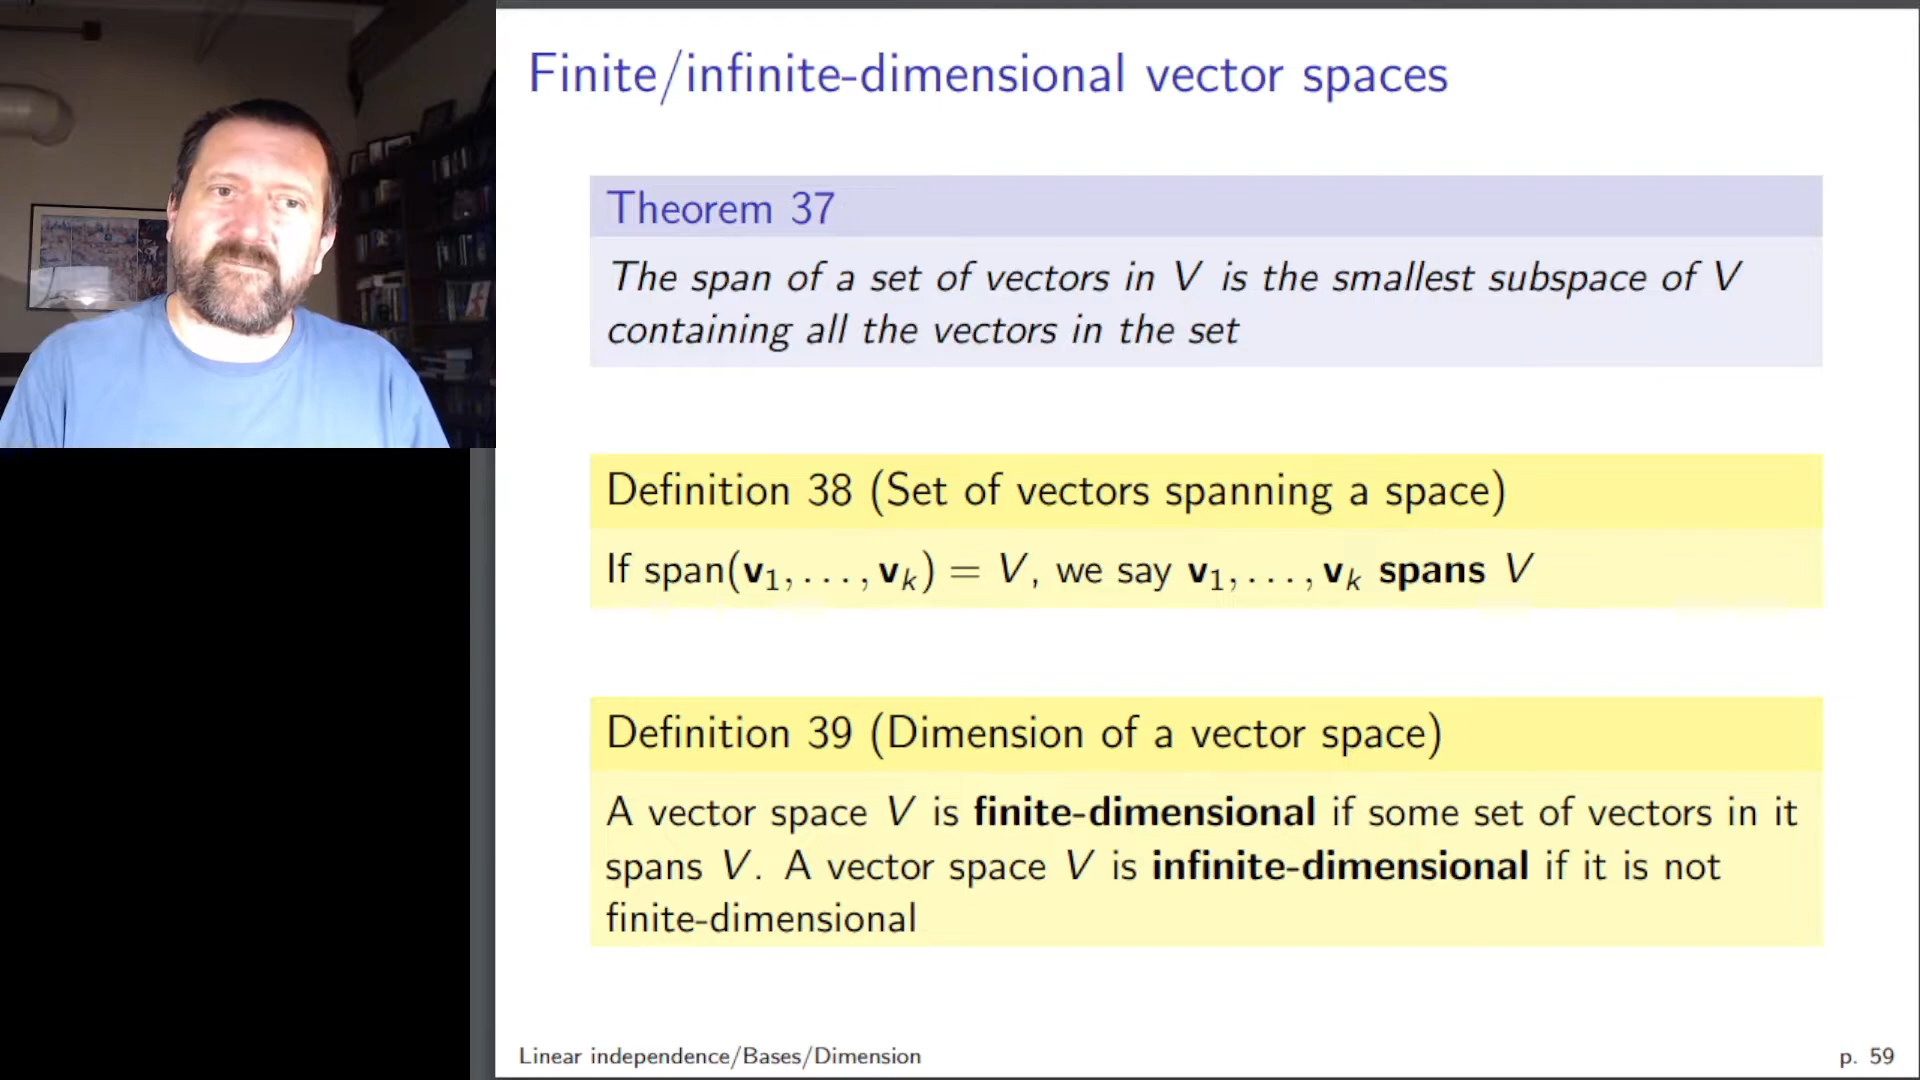 Finite/infinite-dimensional vector spaces
Theorem 37
The span of a set of vectors in V is the smallest subspace of V
containing all the vectors in the set
Definition 38 (Set of vectors spanning a space)
If span(v₁, . . . , vₖ) = V, we say v₁, . . . , vₖ spans V
Definition 39 (Dimension of a vector space)
A vector space V is finite-dimensional if some set of vectors in it
spans V. A vector space V is infinite-dimensional if it is not
finite-dimensional
Linear independence/Bases/Dimension
p. 59